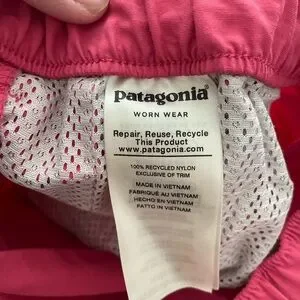 patagonia®
WORN WEAR
Repair, Reuse, Recycle
This Product
www.patagonia.com
100% RECYCLED NYLON
EXCLUSIVE OF TRIM
MADE IN VIETNAM
FABRIQUÉ AU VIETNAM
HECHO EN VIETNAM
FATTO IN VIETNAM